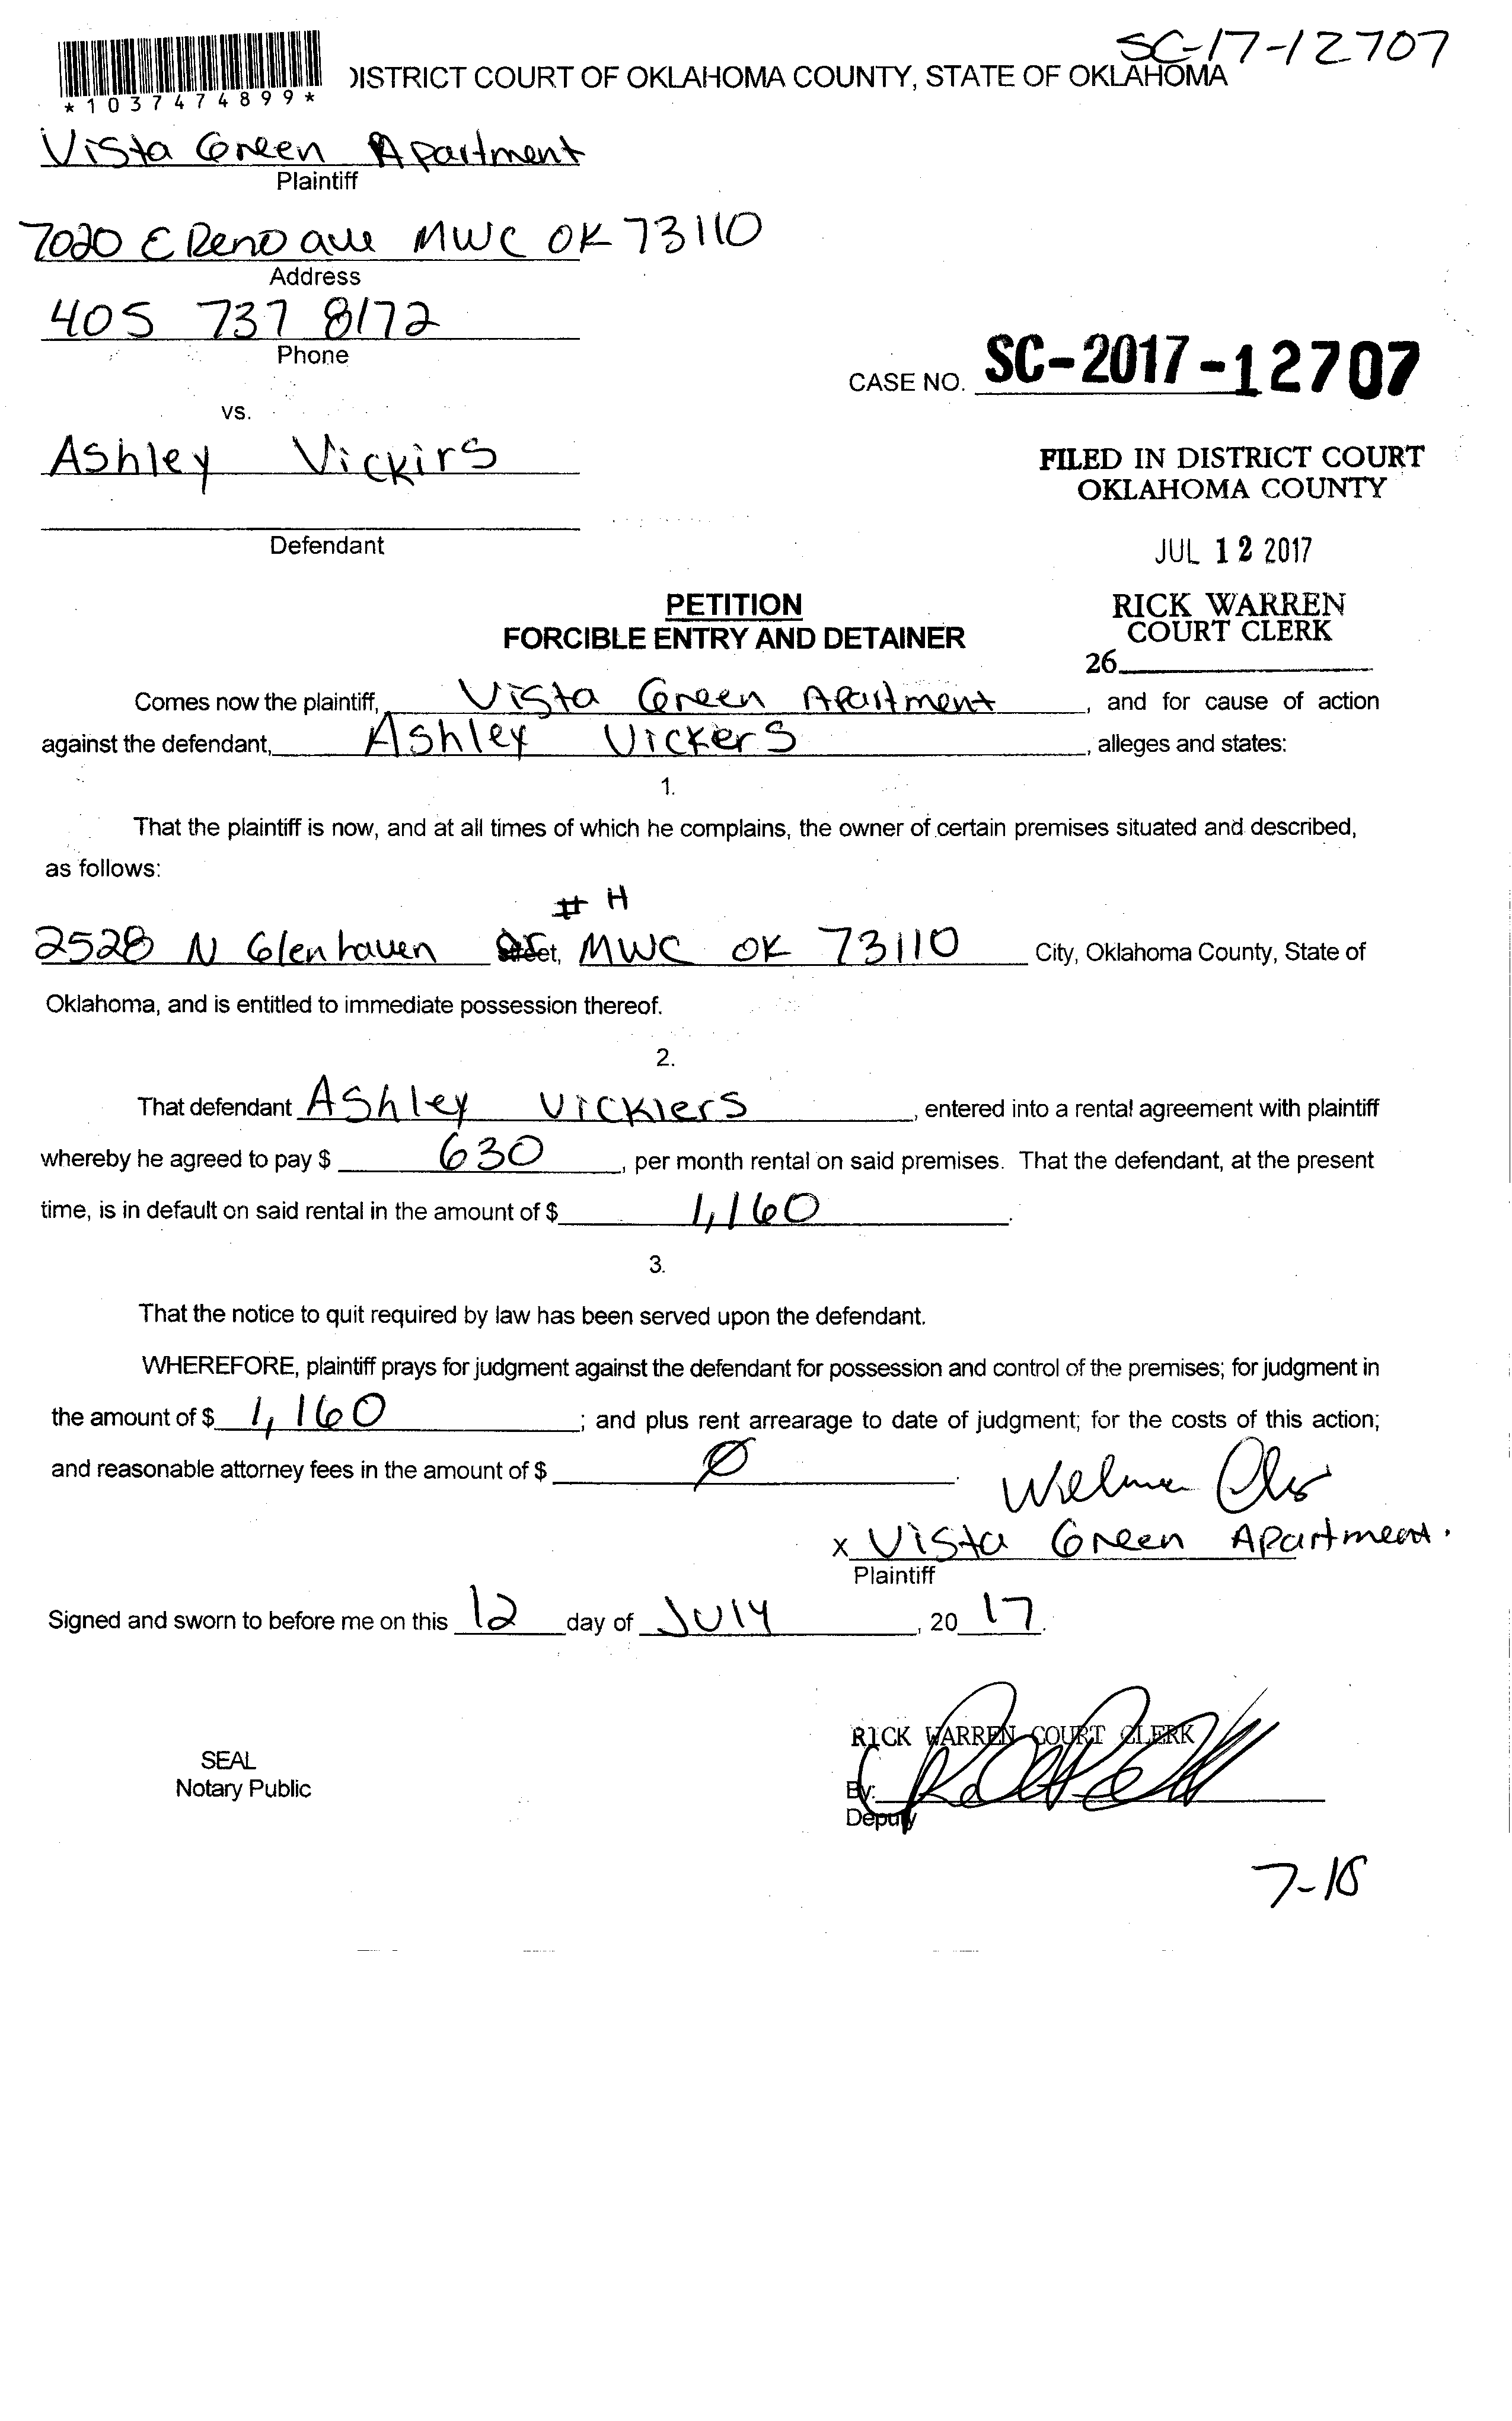 SC-17-12707
*1037474899*
DISTRICT COURT OF OKLAHOMA COUNTY, STATE OF OKLAHOMA
Vista Green Apartment
Plaintiff
7020 E Reno ave MWC OK 73110
Address
405 737 8172
Phone
CASE NO. SC-2017-12707
vs.
Ashley Vickirs
FILED IN DISTRICT COURT
OKLAHOMA COUNTY
Defendant
JUL 12 2017
PETITION
FORCIBLE ENTRY AND DETAINER
RICK WARREN
COURT CLERK
26
Comes now the plaintiff, Vista Green Apartment, and for cause of action
against the defendant, Ashley Vickers, alleges and states:
1.
That the plaintiff is now, and at all times of which he complains, the owner of certain premises situated and described,
as follows:
# H
2528 N Glenhaven Street, MWC OK 73110 City, Oklahoma County, State of
Oklahoma, and is entitled to immediate possession thereof.
2.
That defendant Ashley Vickiers, entered into a rental agreement with plaintiff
whereby he agreed to pay $ 630, per month rental on said premises. That the defendant, at the present
time, is in default on said rental in the amount of $ 1,160.
3.
That the notice to quit required by law has been served upon the defendant.
WHEREFORE, plaintiff prays for judgment against the defendant for possession and control of the premises; for judgment in
the amount of $ 1,160; and plus rent arrearage to date of judgment; for the costs of this action;
and reasonable attorney fees in the amount of $ Ø.
x Vista Green Apartment.
Plaintiff
Signed and sworn to before me on this 12 day of July, 20 17.
RICK WARREN COURT CLERK
SEAL
Notary Public
By:
Deputy
7-18